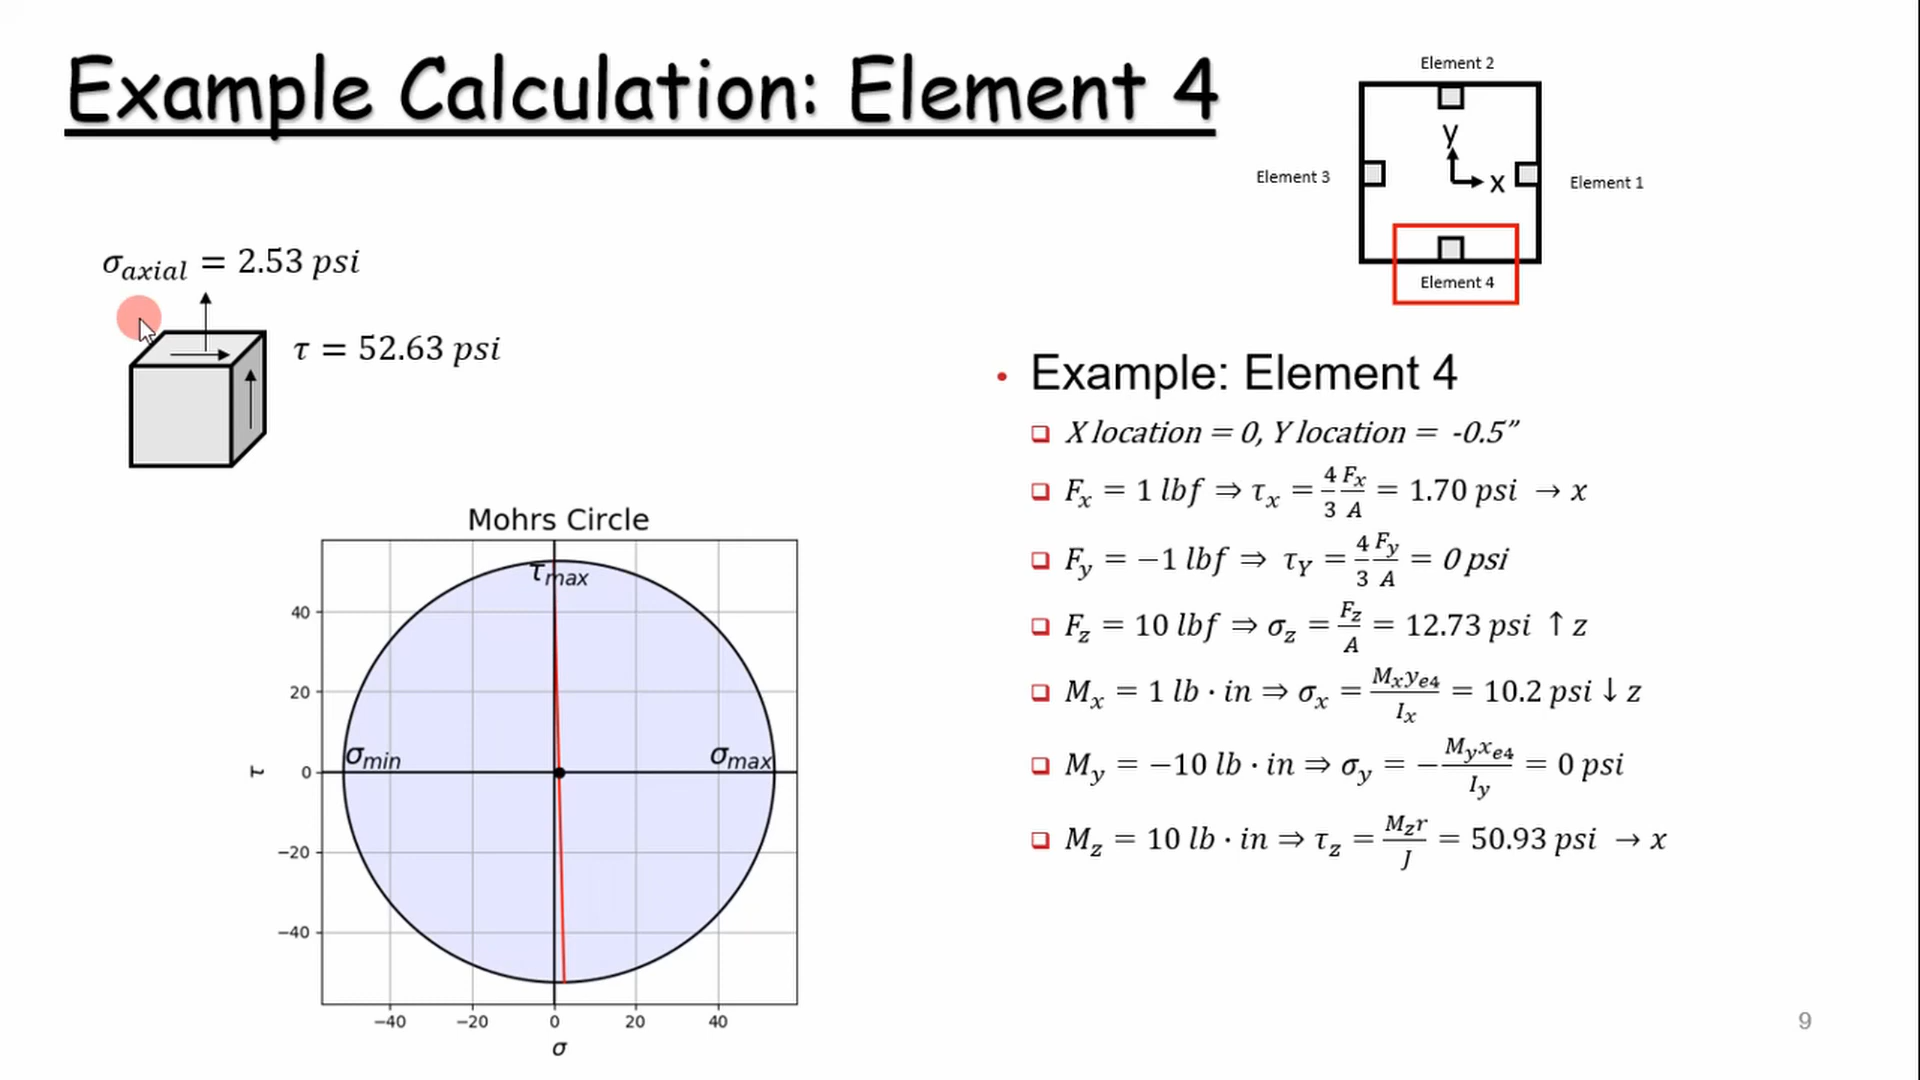 Example Calculation: Element 4
Element 2
y
x
Element 3
Element 1
Element 4
σ_axial = 2.53 psi
τ = 52.63 psi
• Example: Element 4
❑ X location = 0, Y location = -0.5”
❑ F_x = 1 lbf ⇒ τ_x = 4/3 F_x/A = 1.70 psi → x
❑ F_y = −1 lbf ⇒ τ_Y = 4/3 F_y/A = 0 psi
❑ F_z = 10 lbf ⇒ σ_z = F_z/A = 12.73 psi ↑ z
❑ M_x = 1 lb · in ⇒ σ_x = M_x y_e4/I_x = 10.2 psi ↓ z
❑ M_y = −10 lb · in ⇒ σ_y = −M_y x_e4/I_y = 0 psi
❑ M_z = 10 lb · in ⇒ τ_z = M_z r/J = 50.93 psi → x
Mohrs Circle
τ_max
σ_min
σ_max
τ
40
20
0
−20
−40
−40 −20 0 20 40
σ
9